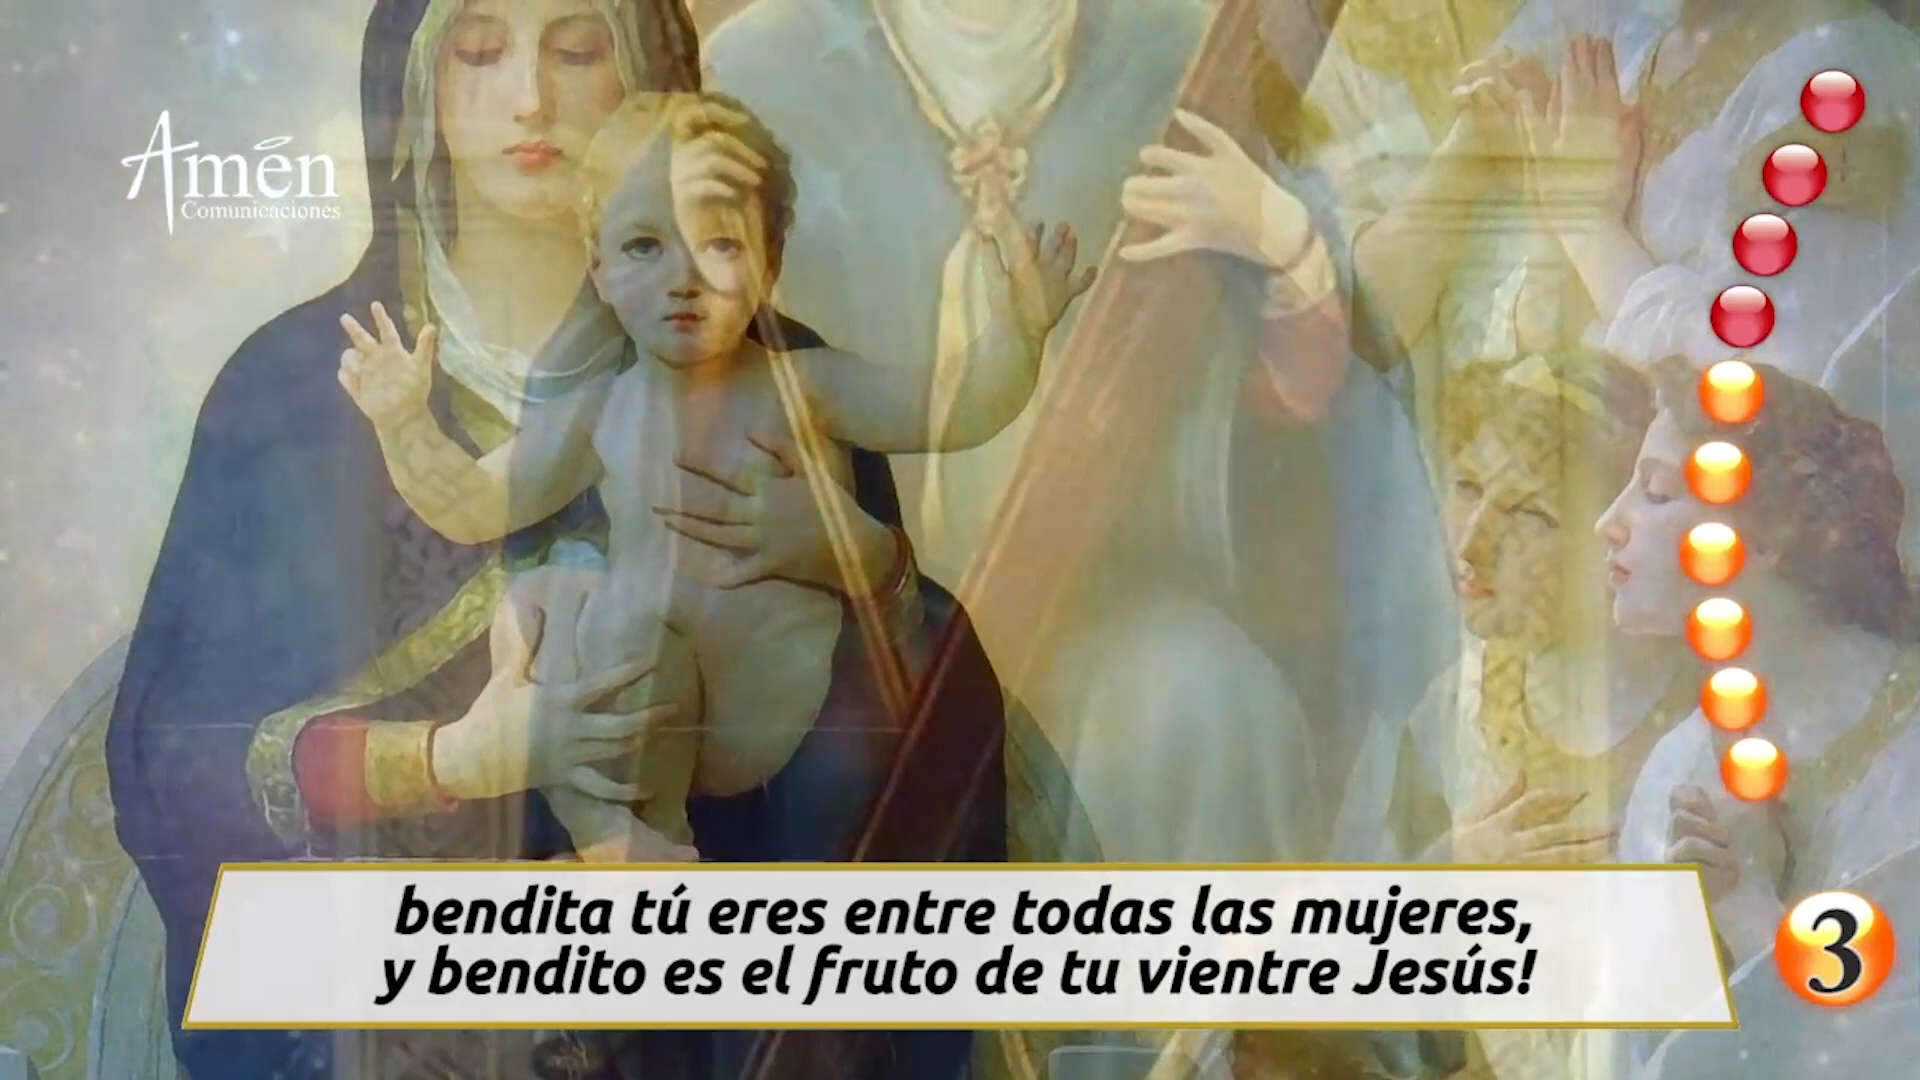 Amén
Comunicaciones
bendita tú eres entre todas las mujeres,
y bendito es el fruto de tu vientre Jesús!
3